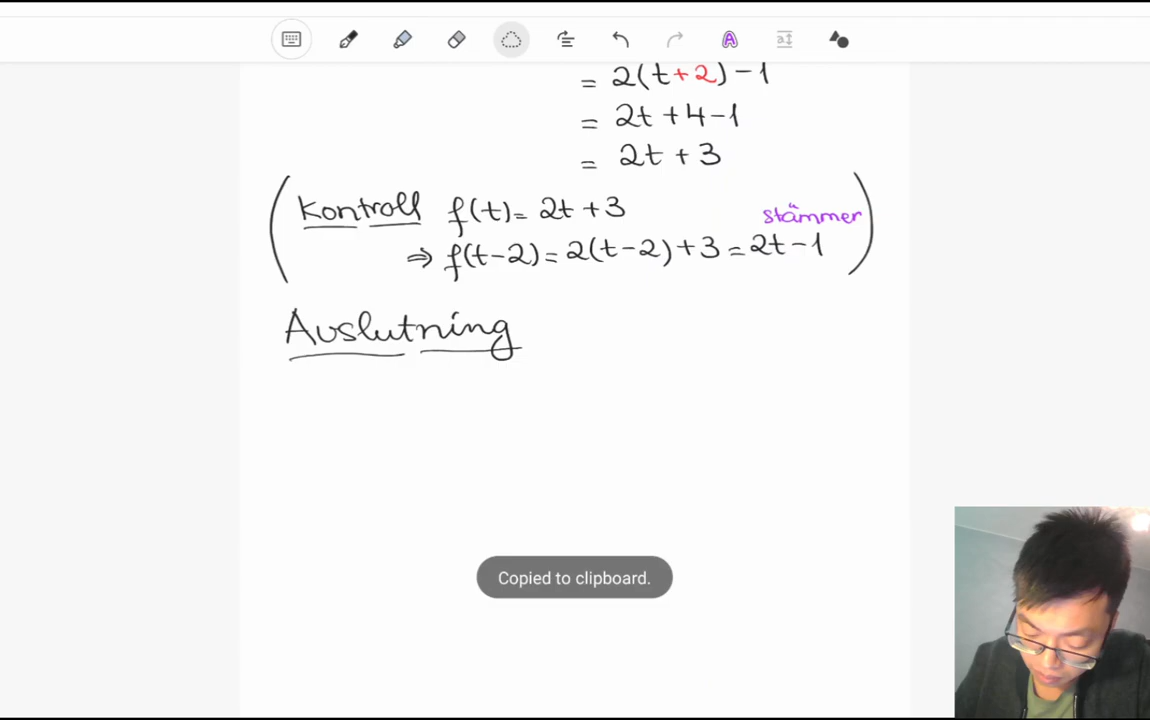 = 2(t+2)-1
= 2t+4-1
= 2t+3
Kontroll f(t)= 2t+3
stämmer
⇒ f(t-2)= 2(t-2)+3=2t-1
Avslutning
Copied to clipboard.